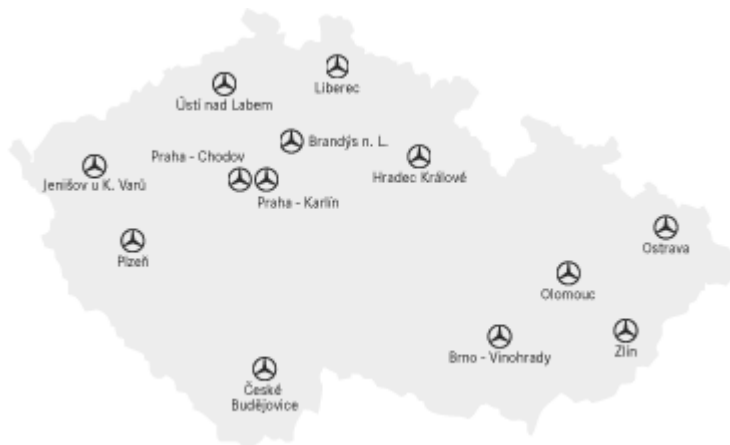 Liberec
Ústí nad Labem
Brandýs n. L.
Praha - Chodov
Hradec Králové
Jenišov u K. Varů
Praha - Karlín
Ostrava
Plzeň
Olomouc
Brno - Vinohrady
Zlín
České
Budějovice